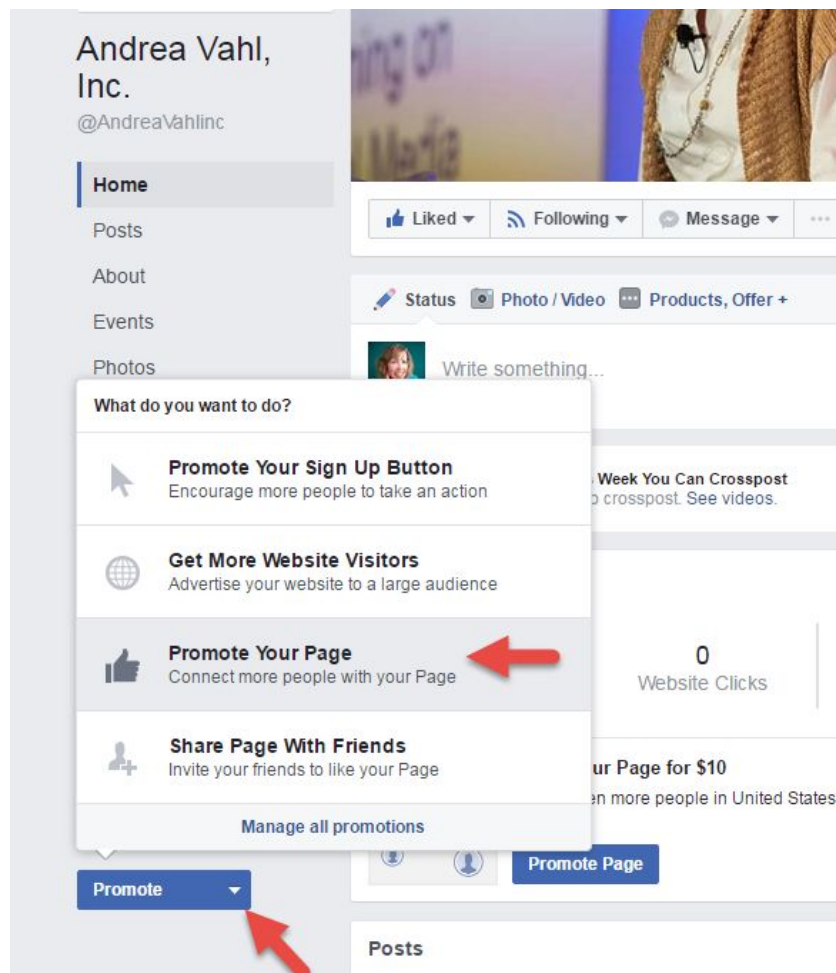 Andrea Vahl,
Inc.
@AndreaVahlinc
Home
Posts
About
Events
Photos
ning on
Media
Liked
Following
Message
Status
Photo / Video
Products, Offer +
Write something...
What do you want to do?
Promote Your Sign Up Button
Encourage more people to take an action
Get More Website Visitors
Advertise your website to a large audience
Promote Your Page
Connect more people with your Page
Share Page With Friends
Invite your friends to like your Page
Manage all promotions
Promote
Week You Can Crosspost
crosspost. See videos.
0
Website Clicks
ur Page for $10
en more people in United States
Promote Page
Posts